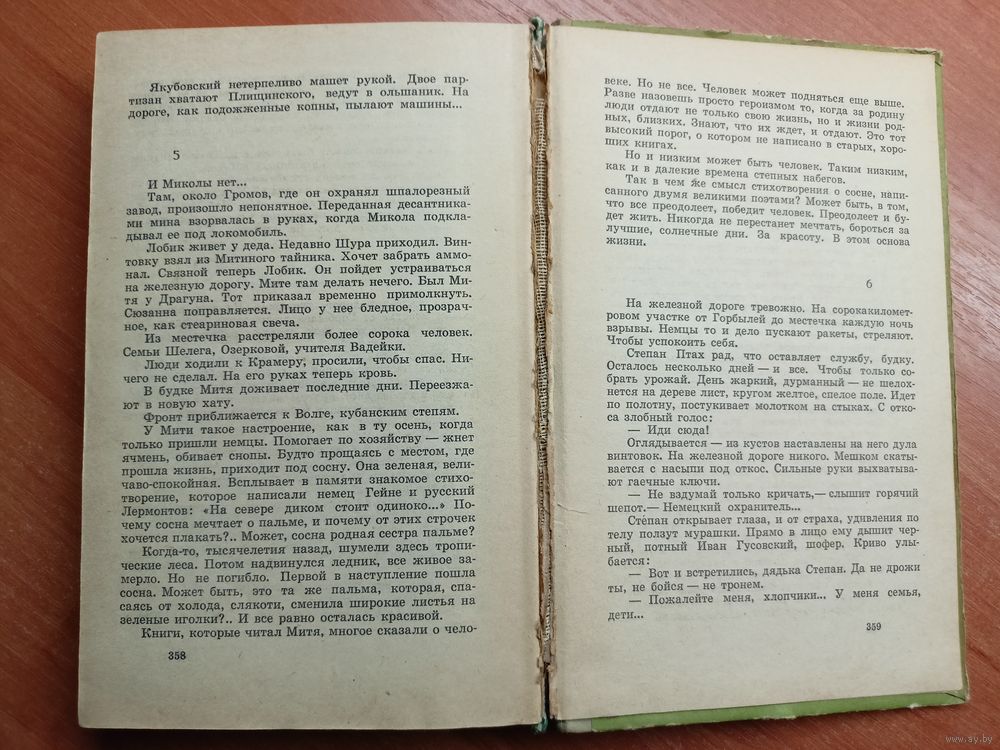 Якубовский нетерпеливо машет рукой. Двое пар-
тизан хватают Плищинского, ведут в ольшаник. На
дороге, как подожженные копны, пылают машины...
5
И Миколы нет...
Там, около Громов, где он охранял шпалорезный
завод, произошло непонятное. Переданная десантника-
ми мина взорвалась в руках, когда Микола подкла-
дывал ее под локомобиль.
Лобик живет у деда. Недавно Шура приходил. Вин-
товку взял из Митиного тайника. Хочет забрать аммо-
нал. Связной теперь Лобик. Он пойдет устраиваться
на железную дорогу. Мите там делать нечего. Был Ми-
тя у Драгуна. Тот приказал временно примолкнуть.
Сюзанна поправляется. Лицо у нее бледное, прозрач-
ное, как стеариновая свеча.
Из местечка расстреляли более сорока человек.
Семьи Шелега, Озерковой, учителя Вадейки.
Люди ходили к Крамеру, просили, чтобы спас. Ни-
чего не сделал. На его руках теперь кровь.
В будке Митя доживает последние дни. Переезжа-
ют в новую хату.
Фронт приближается к Волге, кубанским степям.
У Мити такое настроение, как в ту осень, когда
только пришли немцы. Помогает по хозяйству — жнет
ячмень, обивает снопы. Будто прощаясь с местом, где
прошла жизнь, приходит под сосну. Она зеленая, вели-
чаво-спокойная. Всплывает в памяти знакомое стихо-
творение, которое написали немец Гейне и русский
Лермонтов: «На севере диком стоит одиноко...» По-
чему сосна мечтает о пальме, и почему от этих строчек
хочется плакать?.. Может, сосна родная сестра пальме?
Когда-то, тысячелетия назад, шумели здесь тропи-
ческие леса. Потом надвинулся ледник, все живое за-
мерло. Но не погибло. Первой в наступление пошла
сосна. Может быть, это та же пальма, которая, спа-
саясь от холода, слякоти, сменила широкие листья на
зеленые иголки?.. И все равно осталась красивой.
Книги, которые читал Митя, многое сказали о чело-
358
веке. Но не все. Человек может подняться еще выше.
Разве назовешь просто героизмом то, когда за родину
люди отдают не только свою жизнь, но и жизни род-
ных, близких. Знают, что их ждет, и отдают. Это тот
высокий порог, о котором не написано в старых, хоро-
ших книгах.
Но и низким может быть человек. Таким низким,
как и в далекие времена степных набегов.
Так в чем же смысл стихотворения о сосне, напи-
санного двумя великими поэтами? Может быть, в том,
что все преодолеет, победит человек. Преодолеет и бу-
дет жить. Никогда не перестанет мечтать, бороться за
лучшие, солнечные дни. За красоту. В этом основа
жизни.
6
На железной дороге тревожно. На сорокакиломет-
ровом участке от Горбылей до местечка каждую ночь
взрывы. Немцы то и дело пускают ракеты, стреляют.
Чтобы успокоить себя.
Степан Птах рад, что оставляет службу, будку.
Осталось несколько дней — и все. Чтобы только со-
брать урожай. День жаркий, дурманный — не шелох-
нется на дереве лист, кругом желтое, спелое поле. Идет
по полотну, постукивает молотком на стыках. С отко-
са злобный голос:
— Иди сюда!
Оглядывается — из кустов наставлены на него дула
винтовок. На железной дороге никого. Мешком скаты-
вается с насыпи под откос. Сильные руки выхватыва-
ют гаечные ключи.
— Не вздумай только кричать,— слышит горячий
шепот.— Немецкий охранитель...
Степан открывает глаза, и от страха, удивления по
телу ползут мурашки. Прямо в лицо ему дышит чер-
ный, потный Иван Гусовский, шофер. Криво улы-
бается:
— Вот и встретились, дядька Степан. Да не дрожи
ты, не бойся — не тронем.
— Пожалейте меня, хлопчики... У меня семья,
дети...
359
www.ay.by